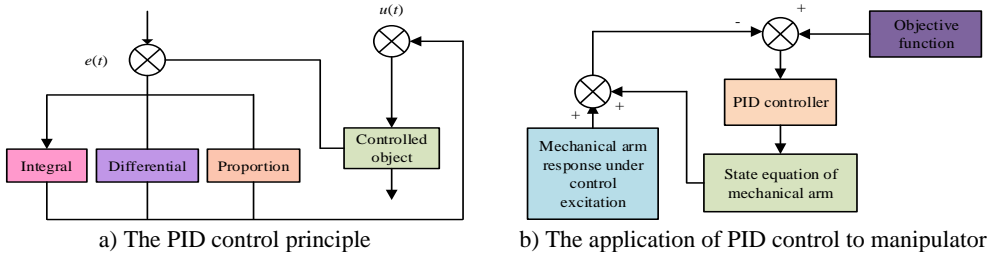 u(t)
e(t)
Integral
Differential
Proportion
Controlled
object
a) The PID control principle
-
+
Objective
function
PID controller
+
+
Mechanical arm
response under
control
excitation
State equation of
mechanical arm
b) The application of PID control to manipulator